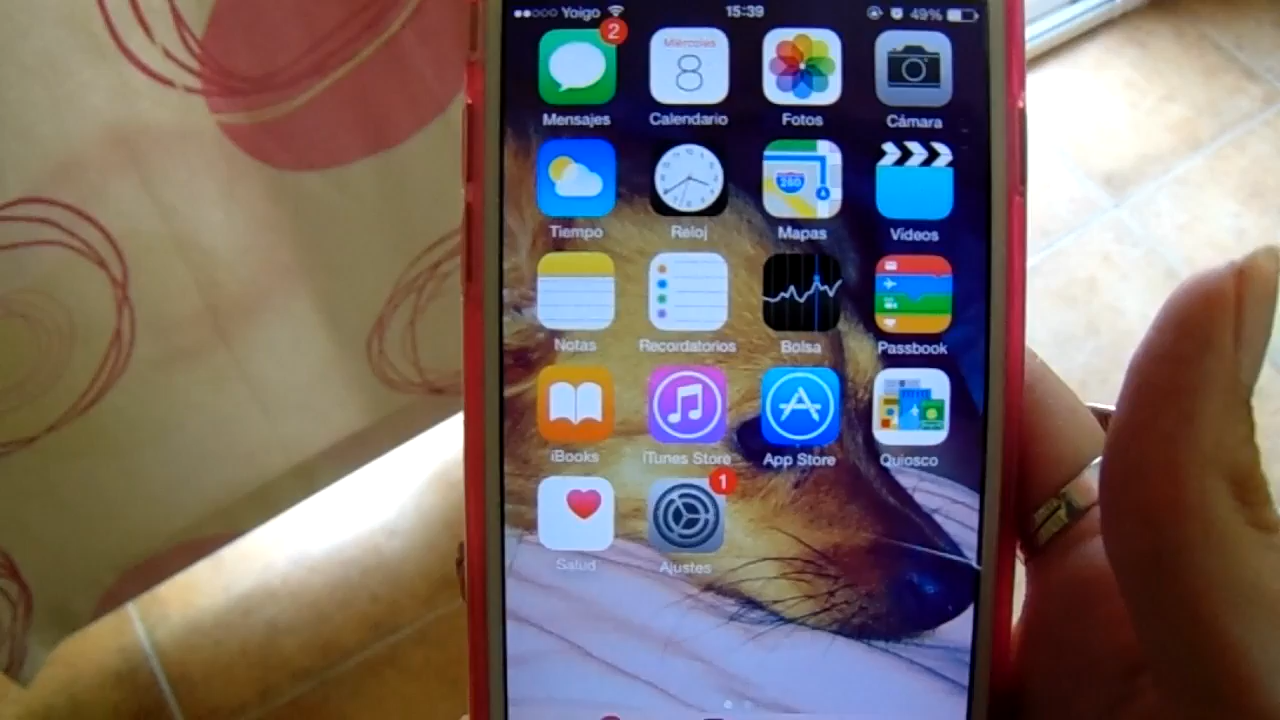 Yoigo 15:39 49%
2
Miércoles
8
Mensajes Calendario Fotos Cámara
280
Tiempo Reloj Mapas Vídeos
Notas Recordatorios Bolsa Passbook
iBooks iTunes Store App Store Quiosco
1
Salud Ajustes